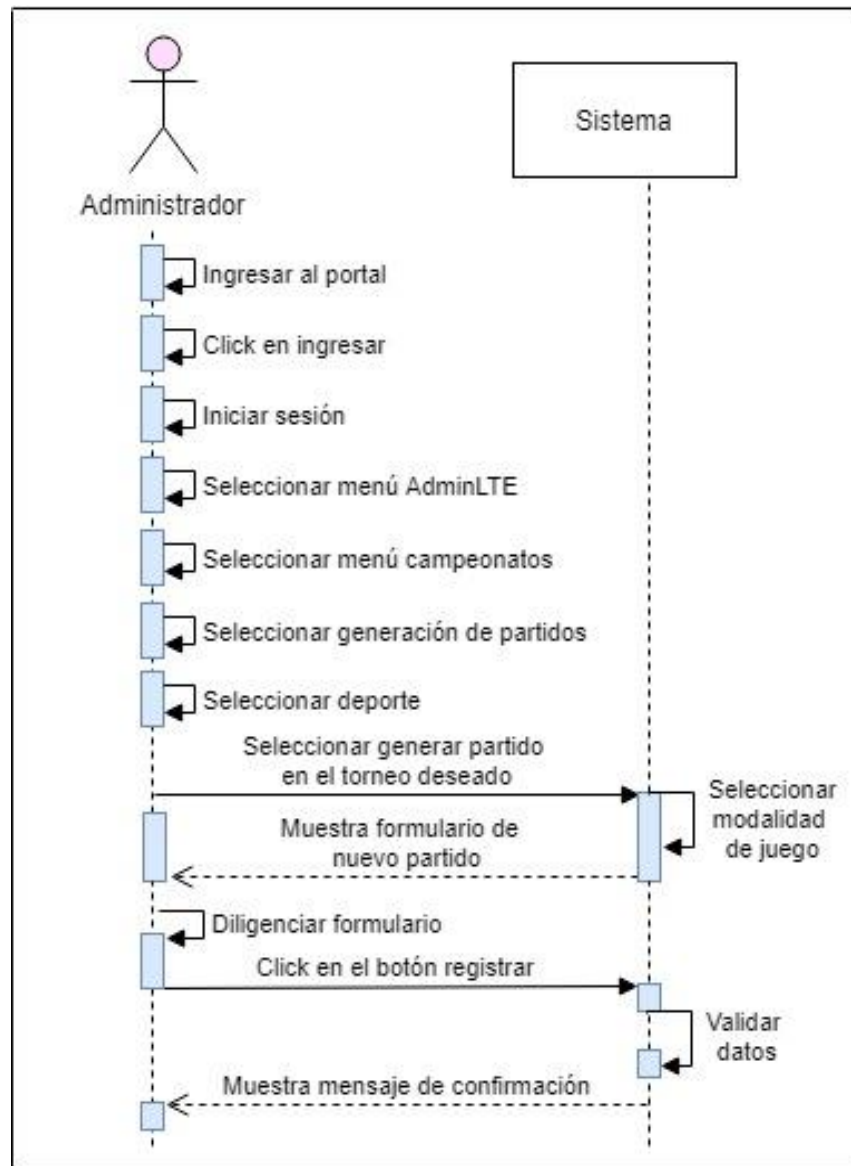 Sistema
Administrador
Ingresar al portal
Click en ingresar
Iniciar sesión
Seleccionar menú AdminLTE
Seleccionar menú campeonatos
Seleccionar generación de partidos
Seleccionar deporte
Seleccionar generar partido
en el torneo deseado
Seleccionar
modalidad
de juego
Muestra formulario de
nuevo partido
Diligenciar formulario
Click en el botón registrar
Validar
datos
Muestra mensaje de confirmación